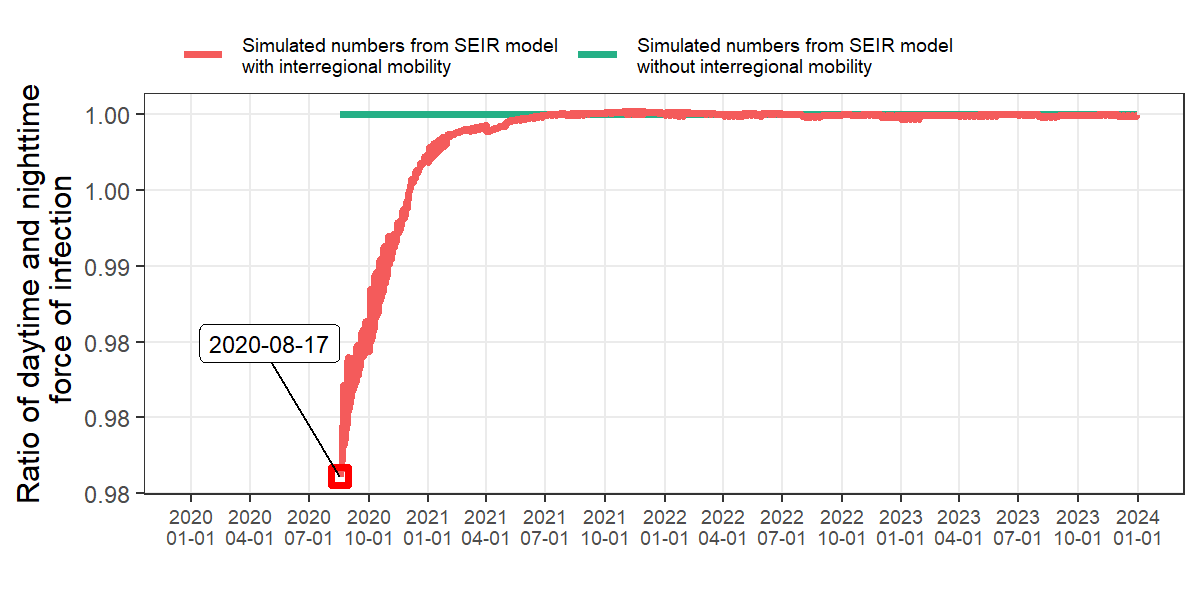 Simulated numbers from SEIR model
with interregional mobility
Simulated numbers from SEIR model
without interregional mobility
Ratio of daytime and nighttime
force of infection
1.00
1.00
0.99
0.98
0.98
0.98
2020-08-17
2020 2020 2020 2020 2021 2021 2021 2021 2022 2022 2022 2022 2023 2023 2023 2023 2024
01-01 04-01 07-01 10-01 01-01 04-01 07-01 10-01 01-01 04-01 07-01 10-01 01-01 04-01 07-01 10-01 01-01